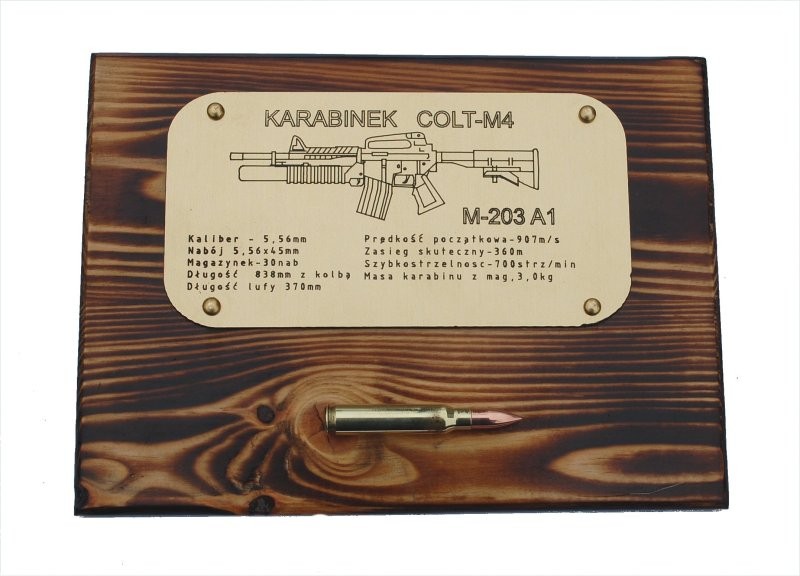 KARABINEK COLT-M4
M-203 A1
Kaliber - 5,56mm
Nabój 5,56x45mm
Magazynek-30nab
Długość 838mm z kolbą
Długość lufy 370mm
Prędkość początkowa-907m/s
Zasieg skuteczny-360m
Szybkostrzelnosc-700strz/min
Masa karabinu z mag,3,0kg